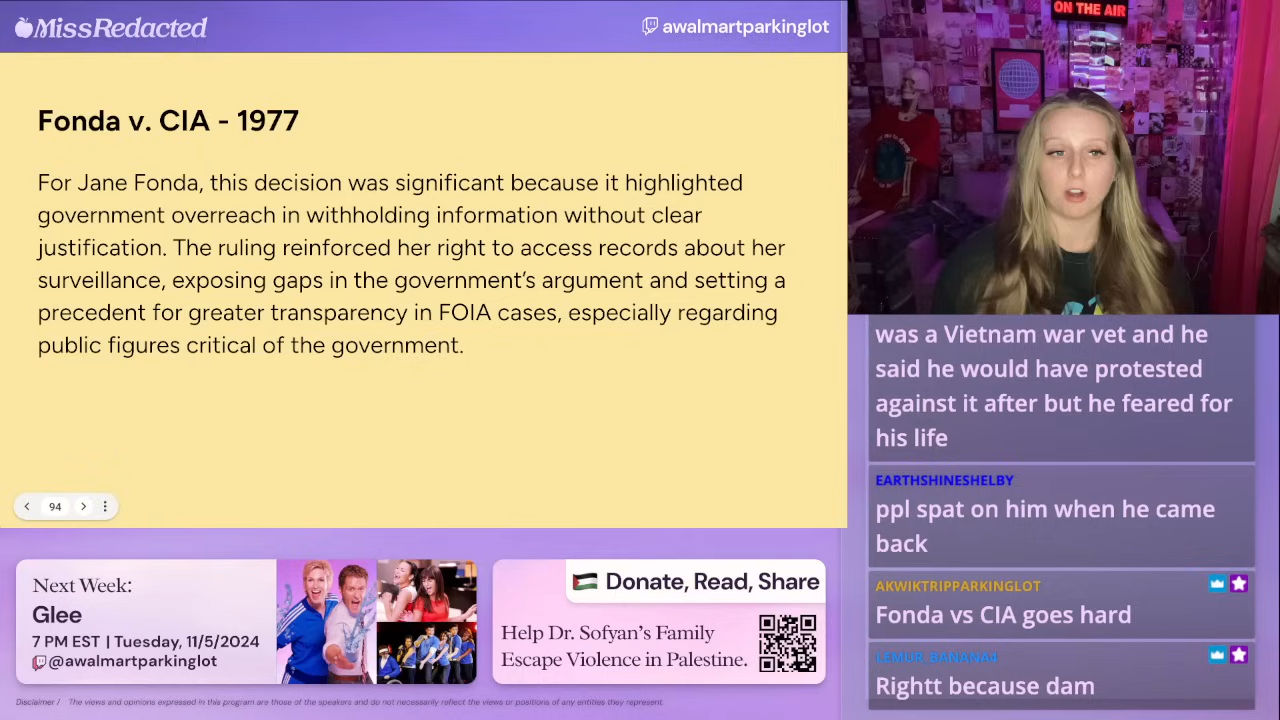 MissRedacted
awalmartparkinglot
ON THE AIR
Fonda v. CIA - 1977
For Jane Fonda, this decision was significant because it highlighted
government overreach in withholding information without clear
justification. The ruling reinforced her right to access records about her
surveillance, exposing gaps in the government's argument and setting a
precedent for greater transparency in FOIA cases, especially regarding
public figures critical of the government.
94
was a Vietnam war vet and he
said he would have protested
against it after but he feared for
his life
EARTHSHINESHELBY
ppl spat on him when he came
back
AKWIKTRIPPARKINGLOT
Fonda vs CIA goes hard
LEMUR_BANANA4
Rightt because dam
Next Week:
Glee
7 PM EST | Tuesday, 11/5/2024
@awalmartparkinglot
Donate, Read, Share
Help Dr. Sofyan's Family
Escape Violence in Palestine.
Disclaimer / The views and opinions expressed in this program are those of the speakers and do not necessarily reflect the views or positions of any entities they represent.